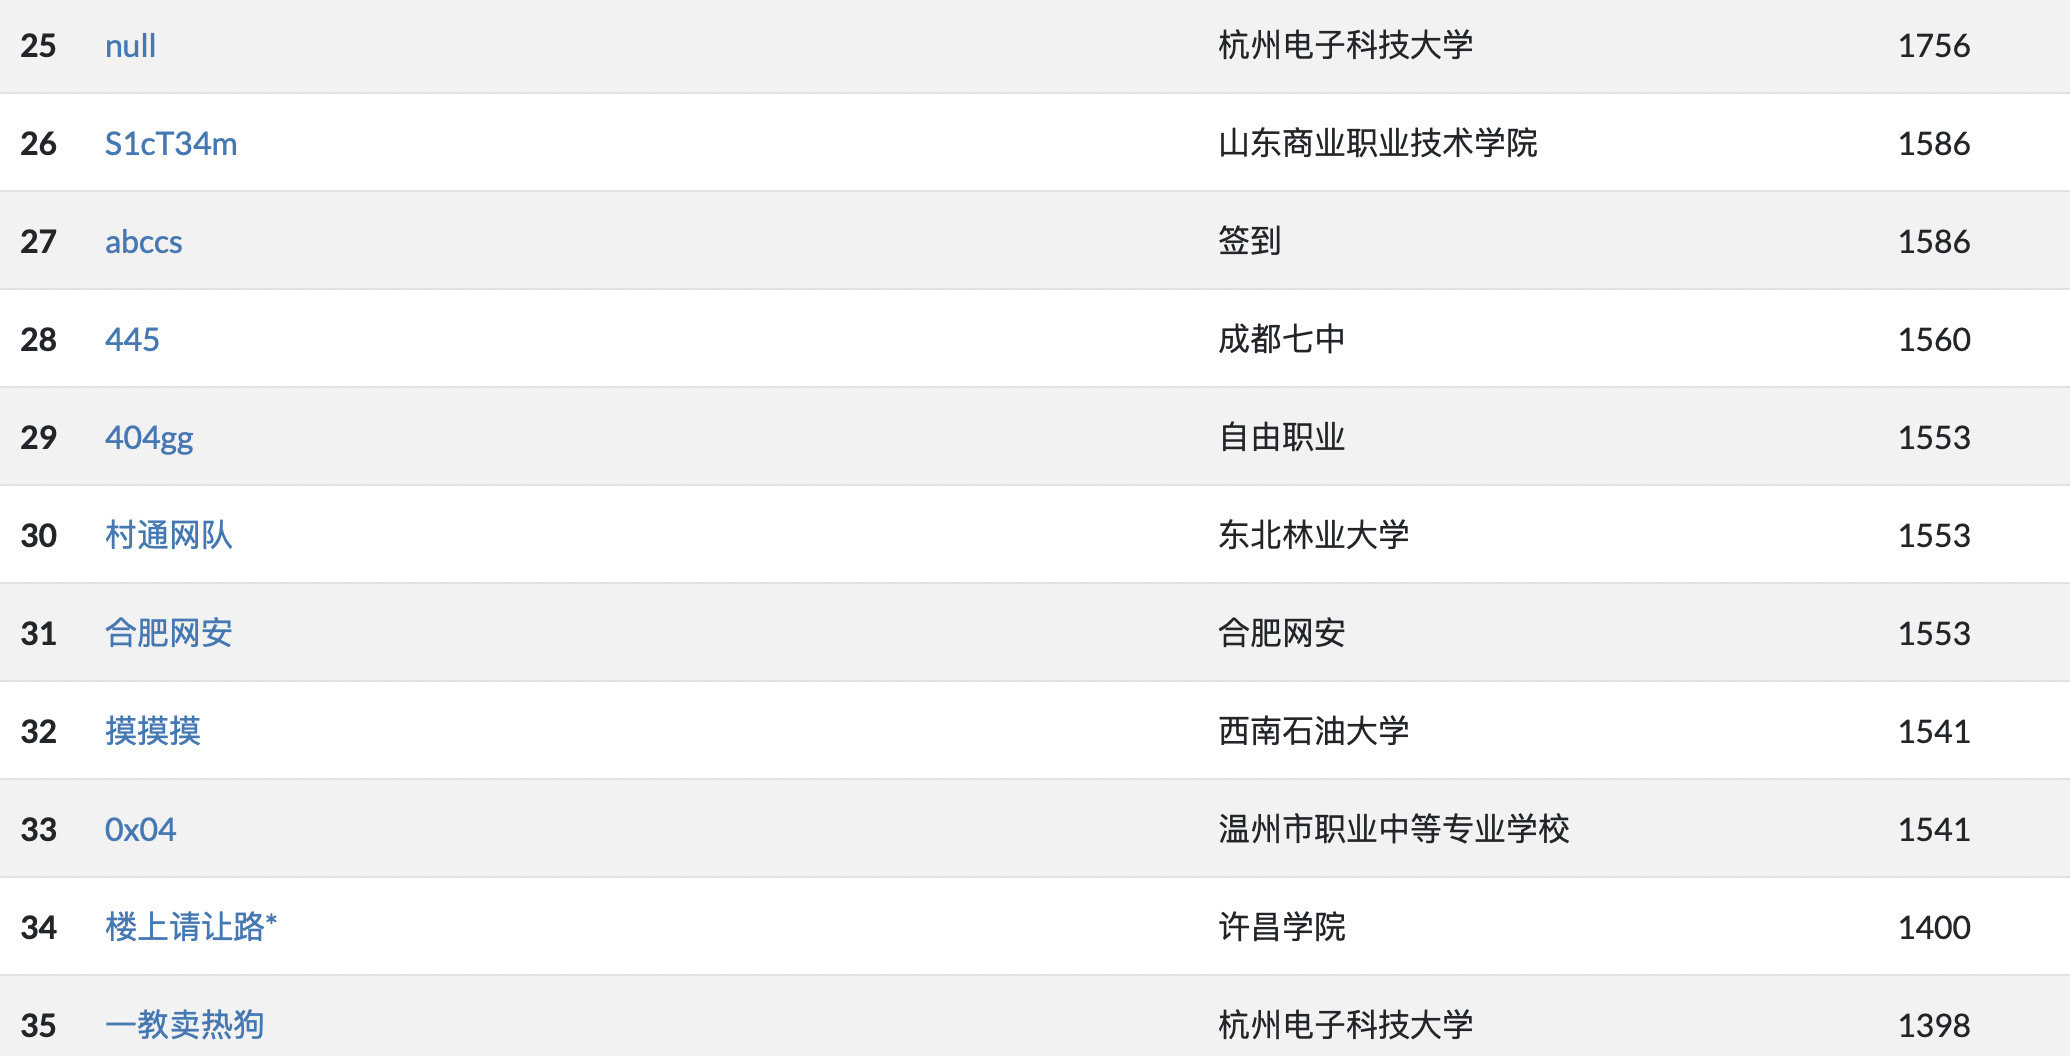 25 null 杭州电子科技大学 1756
26 S1cT34m 山东商业职业技术学院 1586
27 abccs 签到 1586
28 445 成都七中 1560
29 404gg 自由职业 1553
30 村通网队 东北林业大学 1553
31 合肥网安 合肥网安 1553
32 摸摸摸 西南石油大学 1541
33 0x04 温州市职业中等专业学校 1541
34 楼上请让路* 许昌学院 1400
35 一教卖热狗 杭州电子科技大学 1398